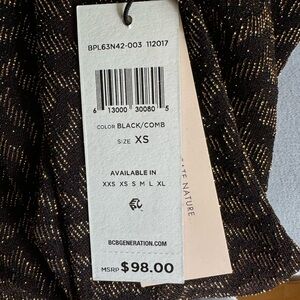 BPL63N42-003 112017
6 13000 30080 5
COLOR BLACK/COMB
SIZE XS
AVAILABLE IN
XXS XS S M L XL
BCBGENERATION.COM
MSRP $98.00
NATURE.